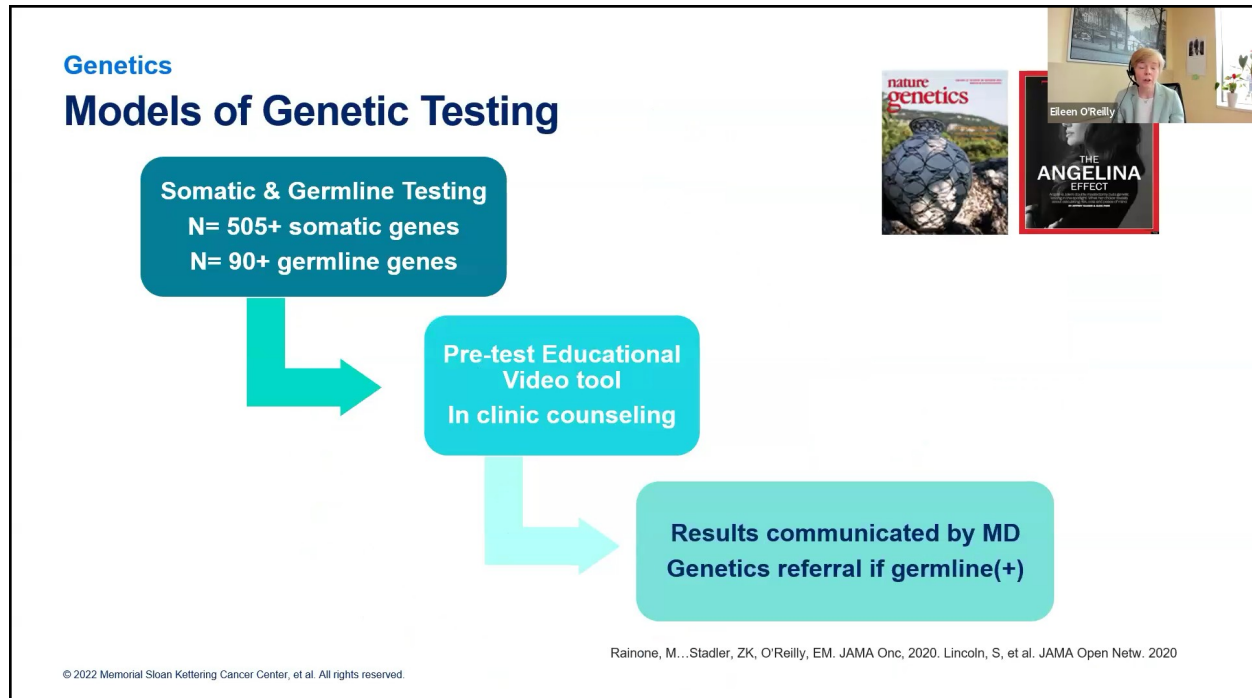 Genetics
Models of Genetic Testing
nature
genetics
Eileen O'Reilly
THE
ANGELINA
EFFECT
Somatic & Germline Testing
N= 505+ somatic genes
N= 90+ germline genes
Pre-test Educational
Video tool
In clinic counseling
Results communicated by MD
Genetics referral if germline(+)
Rainone, M…Stadler, ZK, O'Reilly, EM. JAMA Onc, 2020. Lincoln, S, et al. JAMA Open Netw. 2020
© 2022 Memorial Sloan Kettering Cancer Center, et al. All rights reserved.